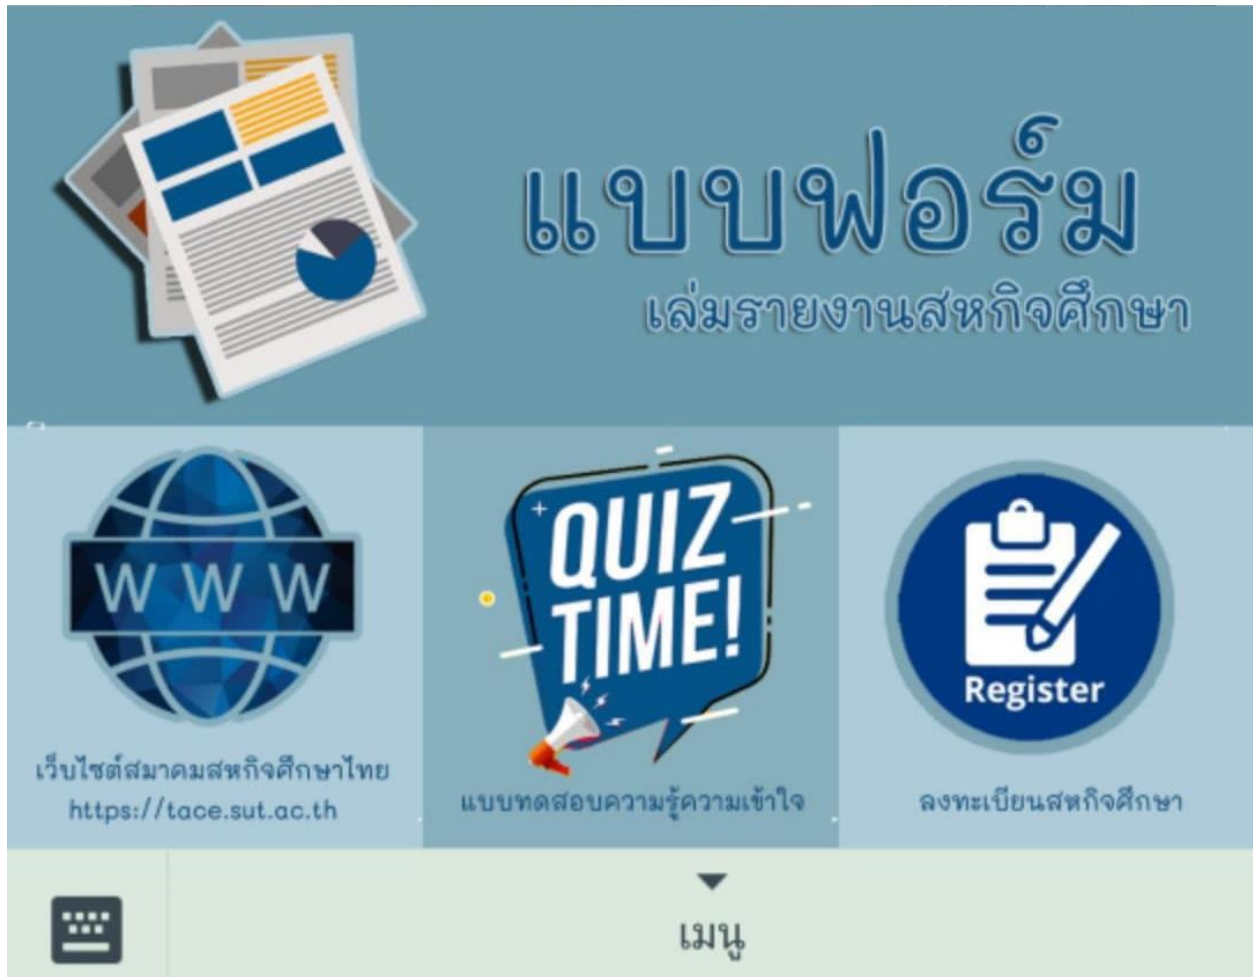 แบบฟอร์ม
เล่มรายงานสหกิจศึกษา
WWW
เว็บไซต์สมาคมสหกิจศึกษาไทย
https://tace.sut.ac.th
QUIZ
TIME!
แบบทดสอบความรู้ความเข้าใจ
Register
ลงทะเบียนสหกิจศึกษา
เมนู